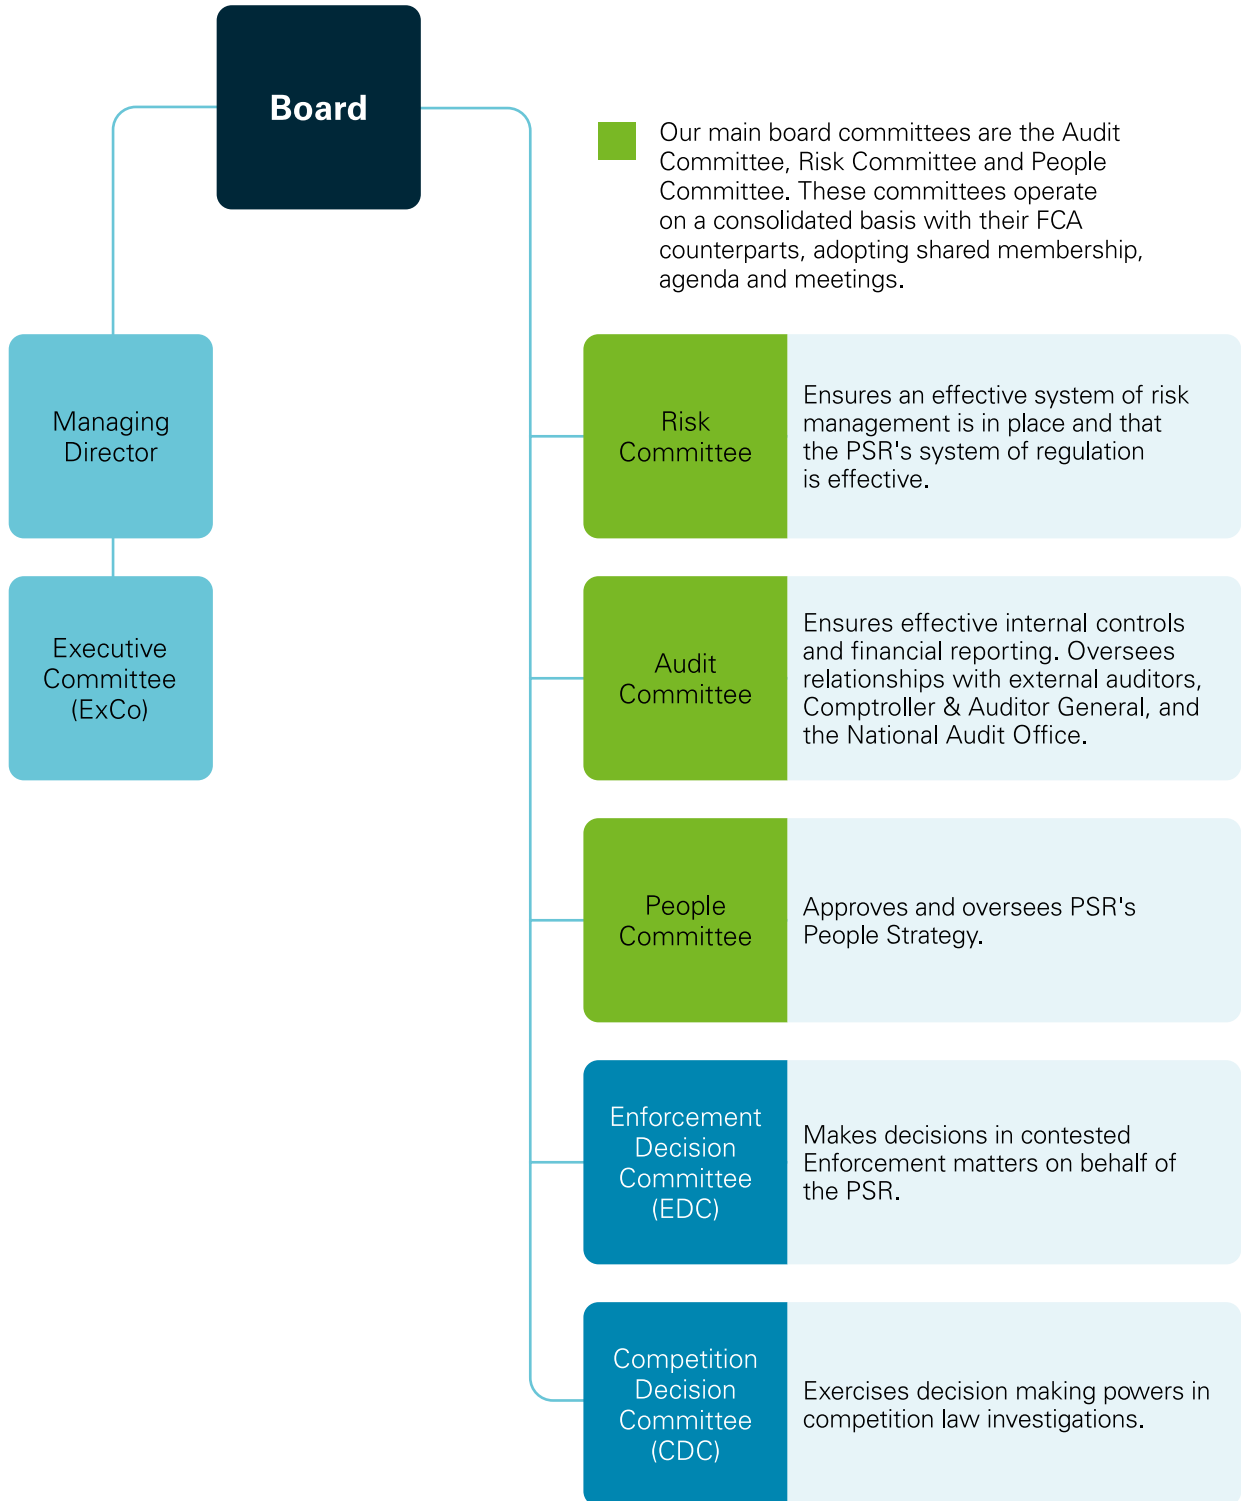 Board
Our main board committees are the Audit
Committee, Risk Committee and People
Committee. These committees operate
on a consolidated basis with their FCA
counterparts, adopting shared membership,
agenda and meetings.
Managing
Director
Executive
Committee
(ExCo)
Risk
Committee
Ensures an effective system of risk
management is in place and that
the PSR's system of regulation
is effective.
Audit
Committee
Ensures effective internal controls
and financial reporting. Oversees
relationships with external auditors,
Comptroller & Auditor General, and
the National Audit Office.
People
Committee
Approves and oversees PSR's
People Strategy.
Enforcement
Decision
Committee
(EDC)
Makes decisions in contested
Enforcement matters on behalf of
the PSR.
Competition
Decision
Committee
(CDC)
Exercises decision making powers in
competition law investigations.